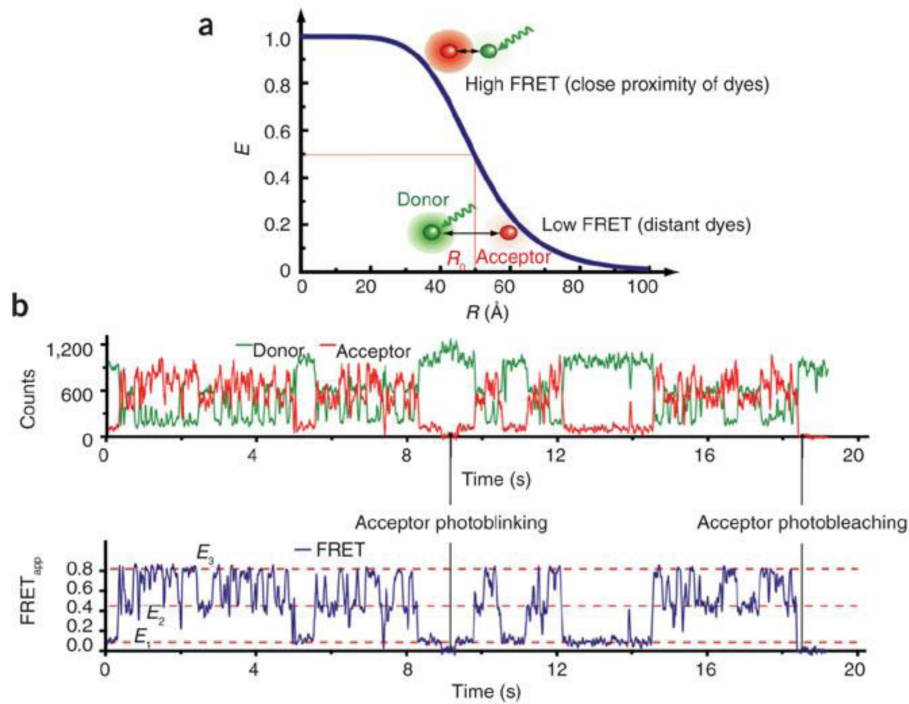 a
1.0
0.8
0.6
0.4
0.2
0
E
High FRET (close proximity of dyes)
Donor
Low FRET (distant dyes)
R0 Acceptor
0 20 40 60 80 100
R (Å)
b
Donor Acceptor
1,200
600
0
Counts
0 4 8 12 16 20
Time (s)
Acceptor photoblinking
Acceptor photobleaching
E3
FRET
0.8
0.4
E2
0.2
E1
0.0
FRETapp
0 4 8 12 16 20
Time (s)